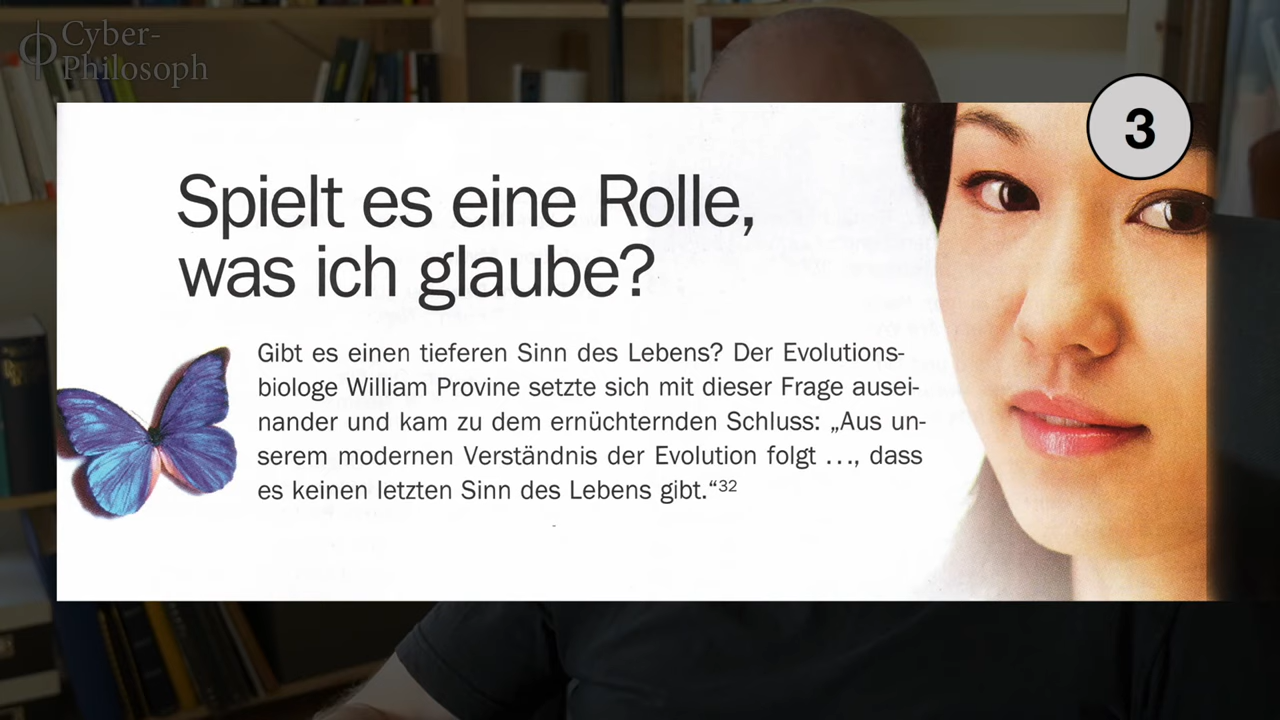 Cyber-
Philosoph
3
Spielt es eine Rolle,
was ich glaube?
Gibt es einen tieferen Sinn des Lebens? Der Evolutions-
biologe William Provine setzte sich mit dieser Frage ausei-
nander und kam zu dem ernüchternden Schluss: „Aus un-
serem modernen Verständnis der Evolution folgt …, dass
es keinen letzten Sinn des Lebens gibt.“32